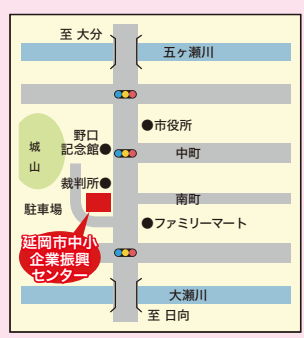 至 大分
五ヶ瀬川
●市役所
野口
記念館●
中町
城
山
裁判所●
南町
駐車場
●ファミリーマート
延岡市中小
企業振興
センター
大瀬川
至 日向